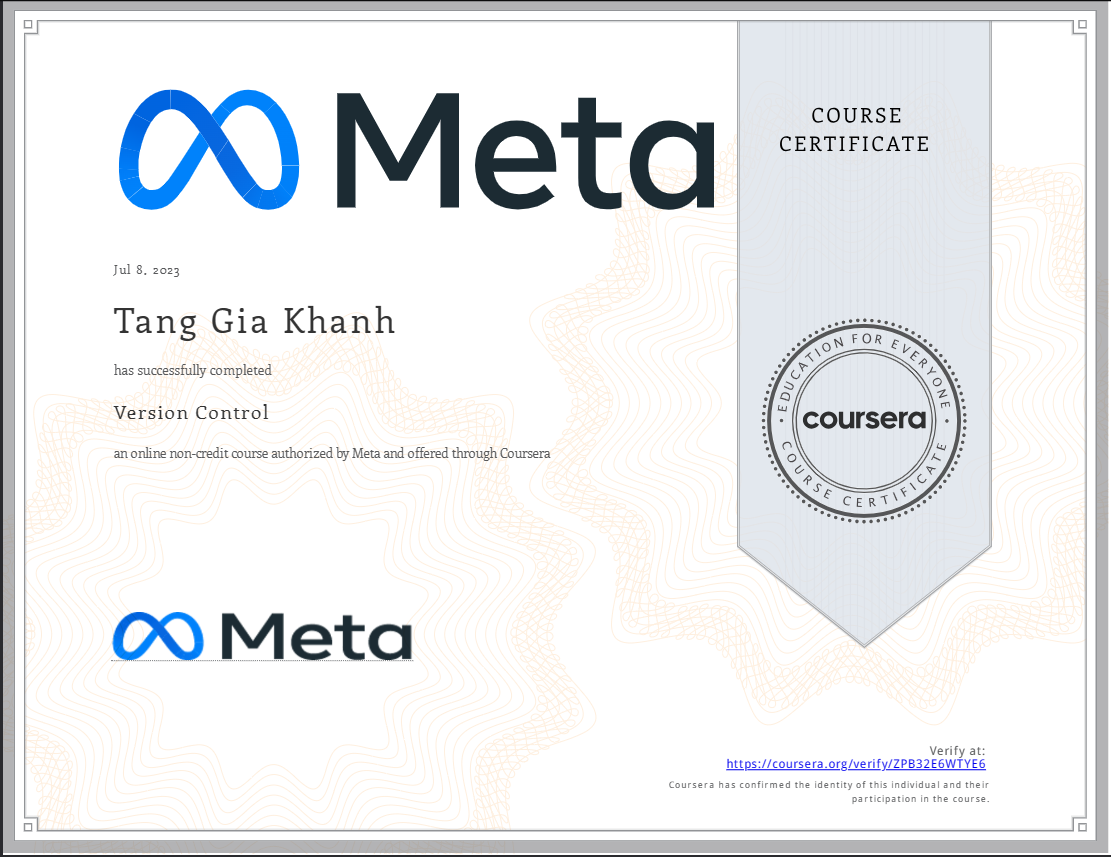 Meta
COURSE
CERTIFICATE
Jul 8, 2023
Tang Gia Khanh
has successfully completed
Version Control
an online non-credit course authorized by Meta and offered through Coursera
EDUCATION FOR EVERYONE
coursera
COURSE CERTIFICATE
Meta
Verify at:
https://coursera.org/verify/ZPB32E6WTYE6
Coursera has confirmed the identity of this individual and their
participation in the course.